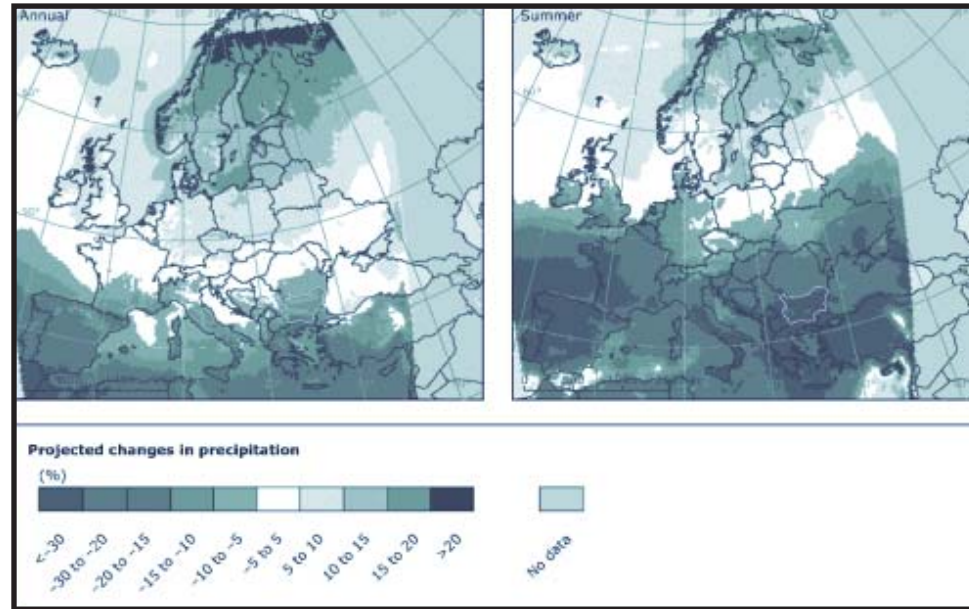 Annual
Summer
Projected changes in precipitation
(%)
<-30
-30 to -20
-20 to -15
-15 to -10
-10 to -5
-5 to 5
5 to 10
10 to 15
15 to 20
>20
No data